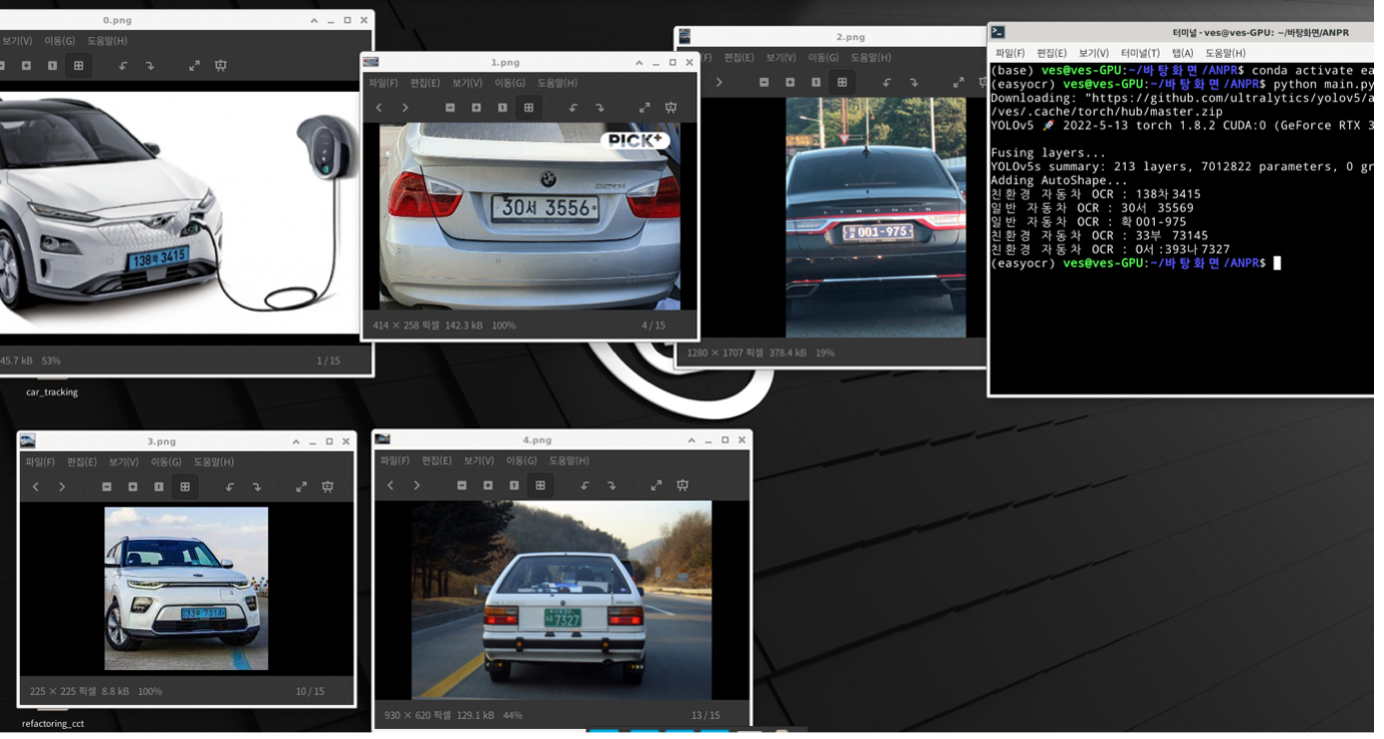 0.png
보기(V) 이동(G) 도움말(H)
138 3415
45.7 kB 53%
1 / 15
1.png
파일(F) 편집(E) 보기(V) 이동(G) 도움말(H)
PICK+
320i
30서 3556
414 × 258 픽셀 142.3 kB 100%
4 / 15
2.png
(F) 편집(E) 보기(V) 이동(G) 도움말(H)
LINCOLN
001-975
1280 × 1707 픽셀 378.4 kB 19%
터미널 - ves@ves-GPU: ~/바탕화면/ANPR
파일(F) 편집(E) 보기(V) 터미널(T) 탭(A) 도움말(H)
(base) ves@ves-GPU:~/바탕화면/ANPR$ conda activate ea
(easyocr) ves@ves-GPU:~/바탕화면/ANPR$ python main.py
Downloading: "https://github.com/ultralytics/yolov5/a
/ves/.cache/torch/hub/master.zip
YOLOv5 🚀 2022-5-13 torch 1.8.2 CUDA:0 (GeForce RTX 3
Fusing layers...
YOLOv5s summary: 213 layers, 7012822 parameters, 0 gr
Adding AutoShape...
친환경 자동차 OCR : 138차3415
일반 자동차 OCR : 30서 35569
일반 자동차 OCR : 확001-975
친환경 자동차 OCR : 33부 73145
친환경 자동차 OCR : 0서:393나7327
(easyocr) ves@ves-GPU:~/바탕화면/ANPR$
car_tracking
3.png
파일(F) 편집(E) 보기(V) 이동(G) 도움말(H)
225 × 225 픽셀 8.8 kB 100%
10 / 15
refactoring_cct
4.png
파일(F) 편집(E) 보기(V) 이동(G) 도움말(H)
7327
930 × 620 픽셀 129.1 kB 44%
13 / 15